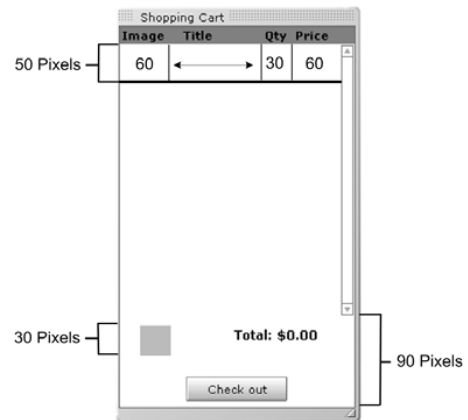 Shopping Cart
Image Title Qty Price
50 Pixels 60 30 60
30 Pixels Total: $0.00
90 Pixels
Check out